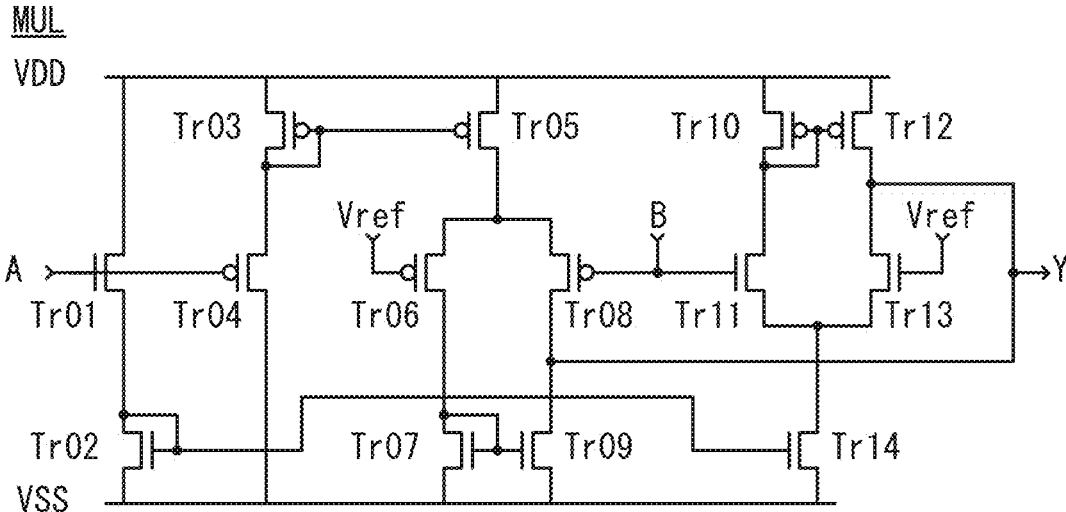 MUL
VDD
Tr03
Tr05
Tr10
Tr12
Vref
B
Vref
A
Y
Tr01
Tr04
Tr06
Tr08
Tr11
Tr13
Tr02
Tr07
Tr09
Tr14
VSS